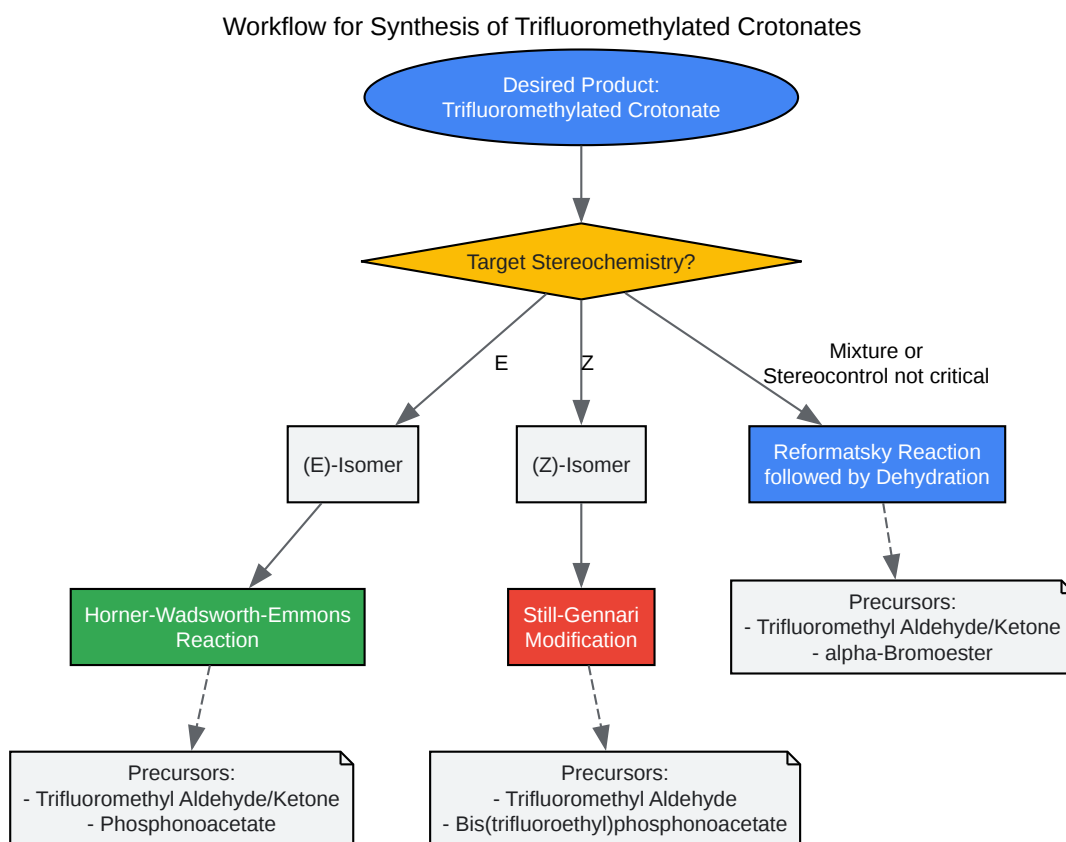 Workflow for Synthesis of Trifluoromethylated Crotonates
Desired Product:
Trifluoromethylated Crotonate
Target Stereochemistry?
E
Z
Mixture or
Stereocontrol not critical
(E)-Isomer
(Z)-Isomer
Reformatsky Reaction
followed by Dehydration
Horner-Wadsworth-Emmons
Reaction
Still-Gennari
Modification
Precursors:
- Trifluoromethyl Aldehyde/Ketone
- alpha-Bromoester
Precursors:
- Trifluoromethyl Aldehyde/Ketone
- Phosphonoacetate
Precursors:
- Trifluoromethyl Aldehyde
- Bis(trifluoroethyl)phosphonoacetate